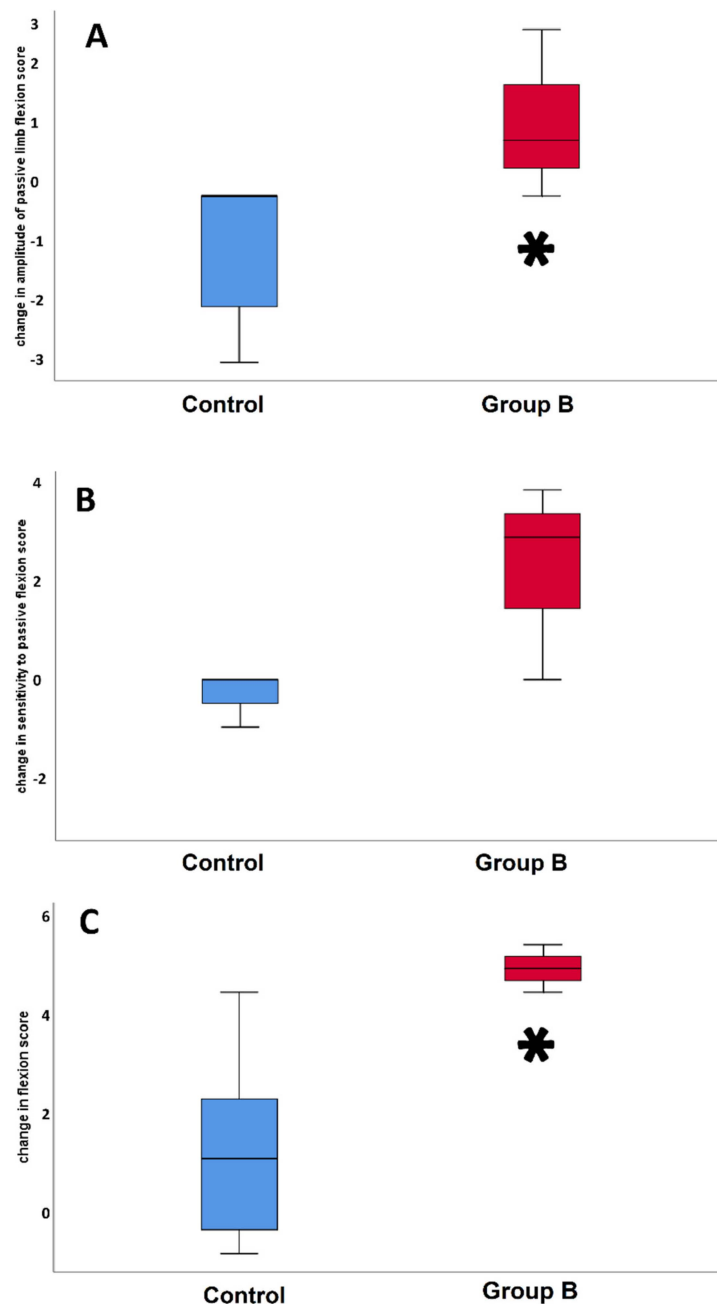 A
change in amplitude of passive limb flexion score
3
2
1
0
-1
-2
-3
*
Control Group B
B
change in sensitivity to passive flexion score
4
2
0
-2
Control Group B
C
change in flexion score
6
4
2
0
*
Control Group B